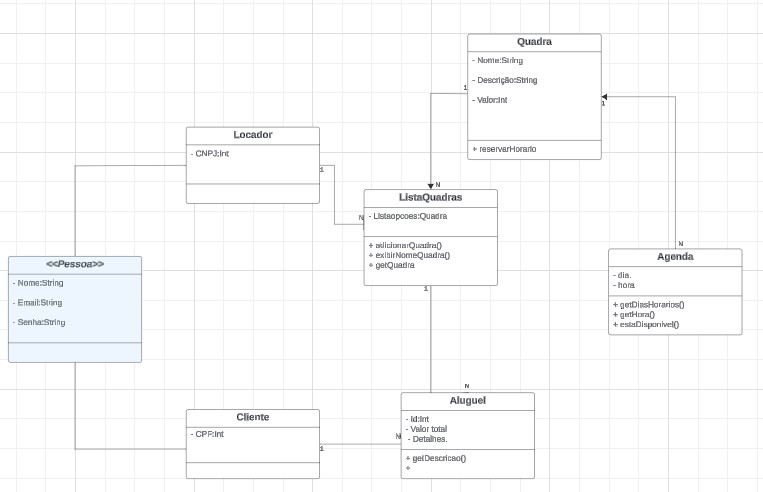 Quadra
- Nome:String
- Descrição:String
- Valor:Int
+ reservarHorario
1
1
N
Locador
- CNPJ:Int
1
N
ListaQuadras
- Listaopcoes:Quadra
+ adicionarQuadra()
+ exibirNomeQuadra()
+ getQuadra
1
N
Agenda
- dia.
- hora
+ getDiasHorarios()
+ getHora()
+ estaDisponivel()
<<Pessoa>>
- Nome:String
- Email:String
- Senha:String
N
Aluguel
- Id:Int
- Valor total
- Detalhes.
+ getDescricao()
+
Cliente
- CPF:Int
1
N